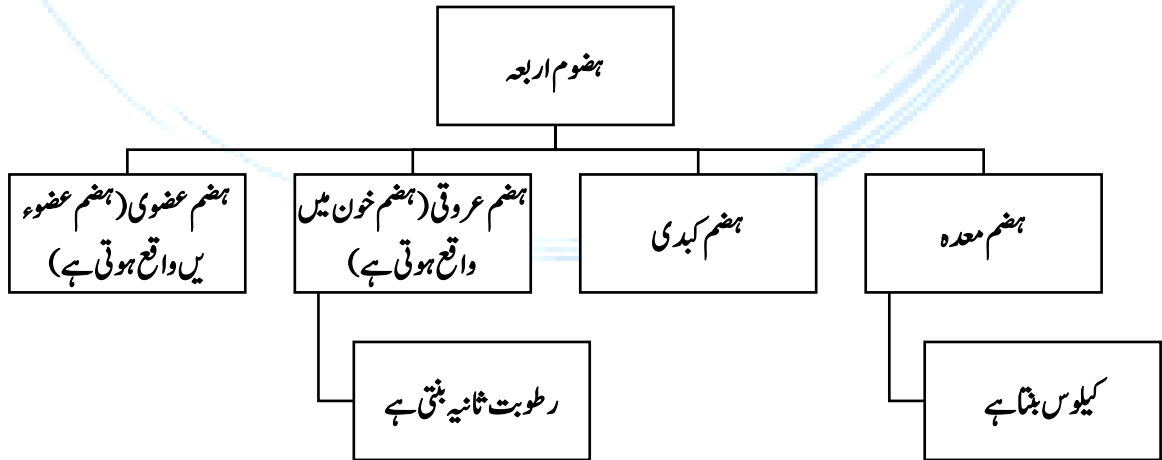 ہضوم اربعہ
ہضم معدہ
ہضم کبدی
ہضم عروقی (ہضم خون میں
واقع ہوتی ہے)
ہضم عضوی (ہضم عضوء
یں واقع ہوتی ہے)
کیلوس بنتا ہے
رطوبت ثانیہ بنتی ہے